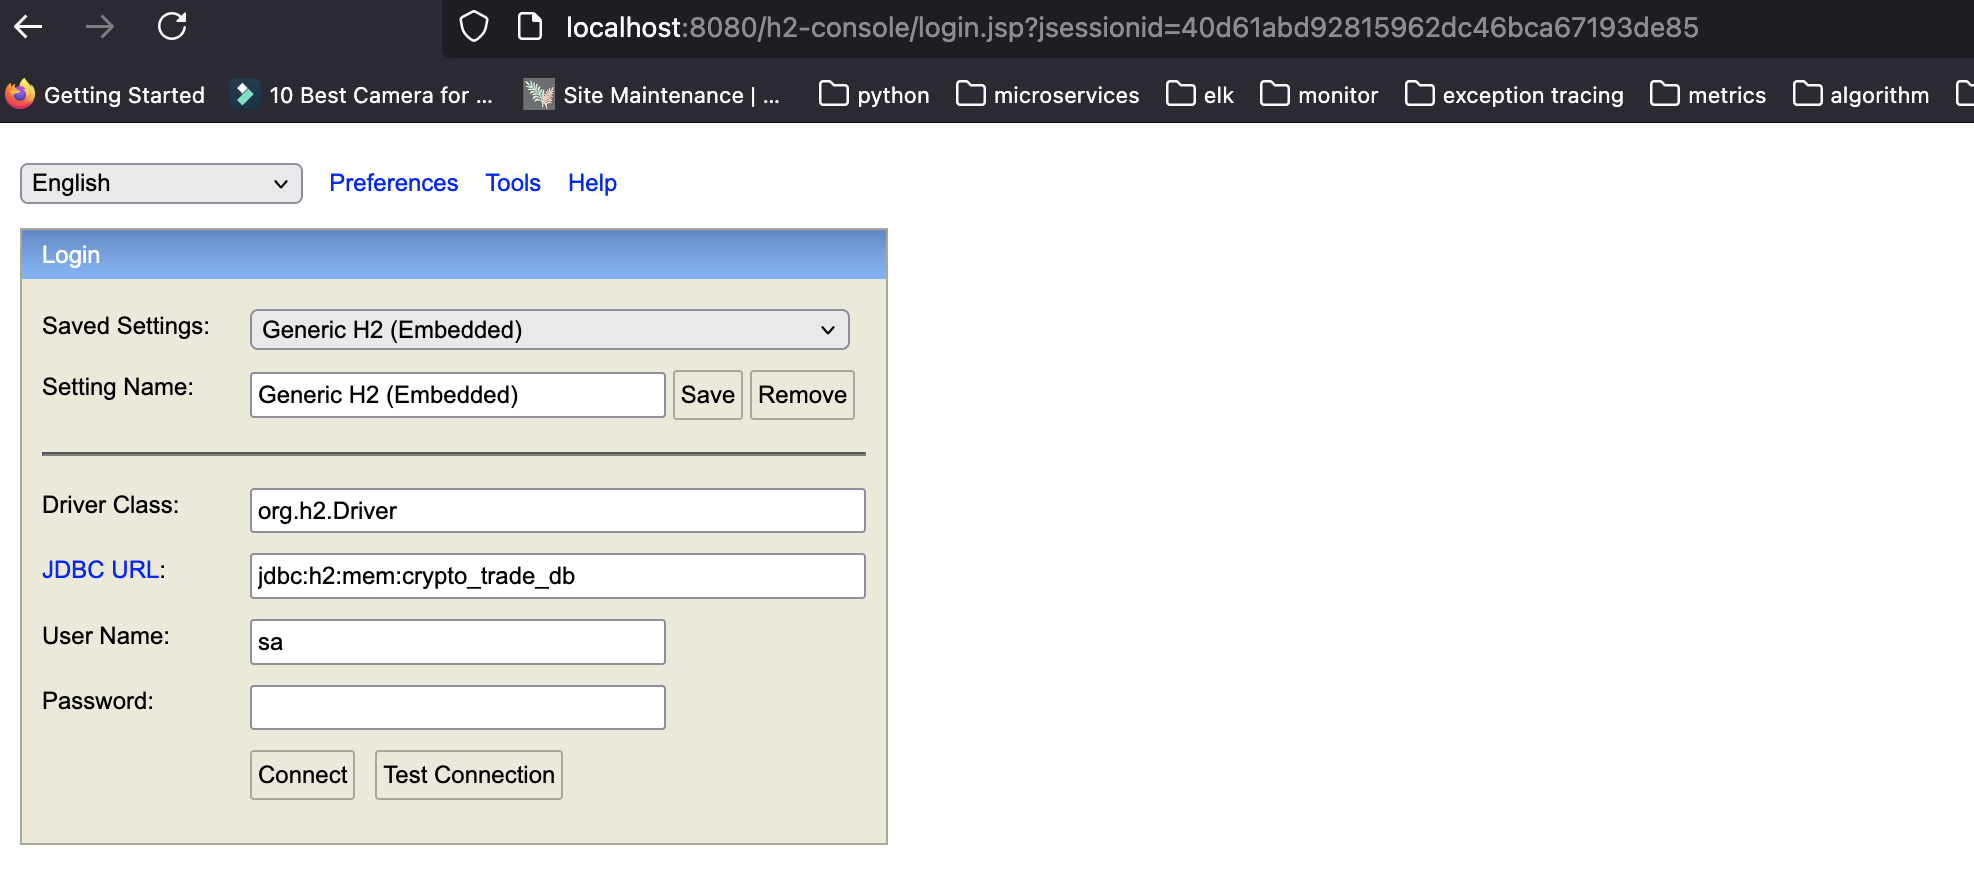 localhost:8080/h2-console/login.jsp?jsessionid=40d61abd92815962dc46bca67193de85
Getting Started 10 Best Camera for ... Site Maintenance | ... python microservices elk monitor exception tracing metrics algorithm
English Preferences Tools Help
Login
Saved Settings: Generic H2 (Embedded)
Setting Name: Generic H2 (Embedded) Save Remove
Driver Class: org.h2.Driver
JDBC URL: jdbc:h2:mem:crypto_trade_db
User Name: sa
Password:
Connect Test Connection